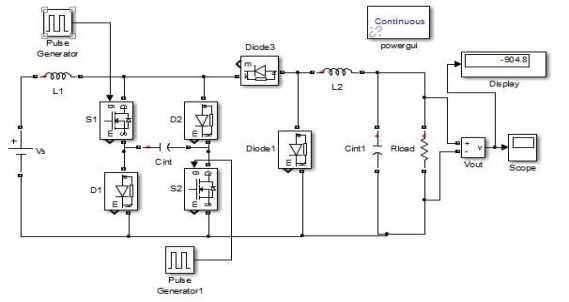 Continuous
powergui
Pulse
Generator
Diode3
-904.8
Display
L1
L2
S1
D2
m
Vs
Cint
Diode1
Cint1
Rload
v
Vout
Scope
D1
S2
Pulse
Generator1